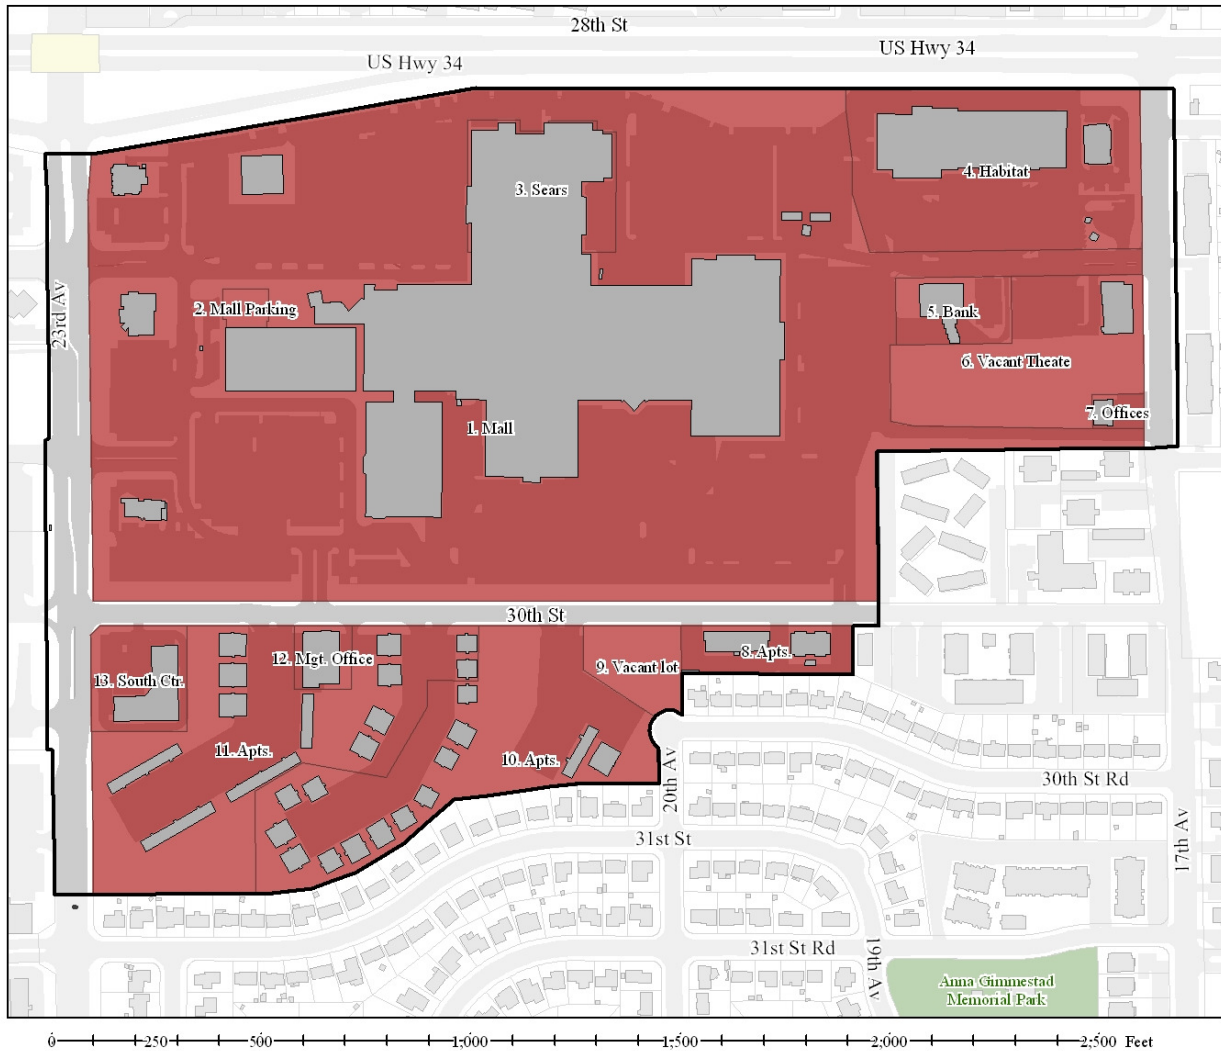 28th St
US Hwy 34
US Hwy 34
3. Sears
4. Habitat
23rd Av
2. Mall Parking
5. Bank
6. Vacant Theate
7. Offices
1. Mall
30th St
12. Mgt. Office
8. Apts.
9. Vacant lot
13. South Ctr.
11. Apts.
10. Apts.
20th Av
30th St Rd
31st St
17th Av
31st St Rd
19th Av
Anna Gimmestad
Memorial Park
0 250 500 1,000 1,500 2,000 2,500 Feet